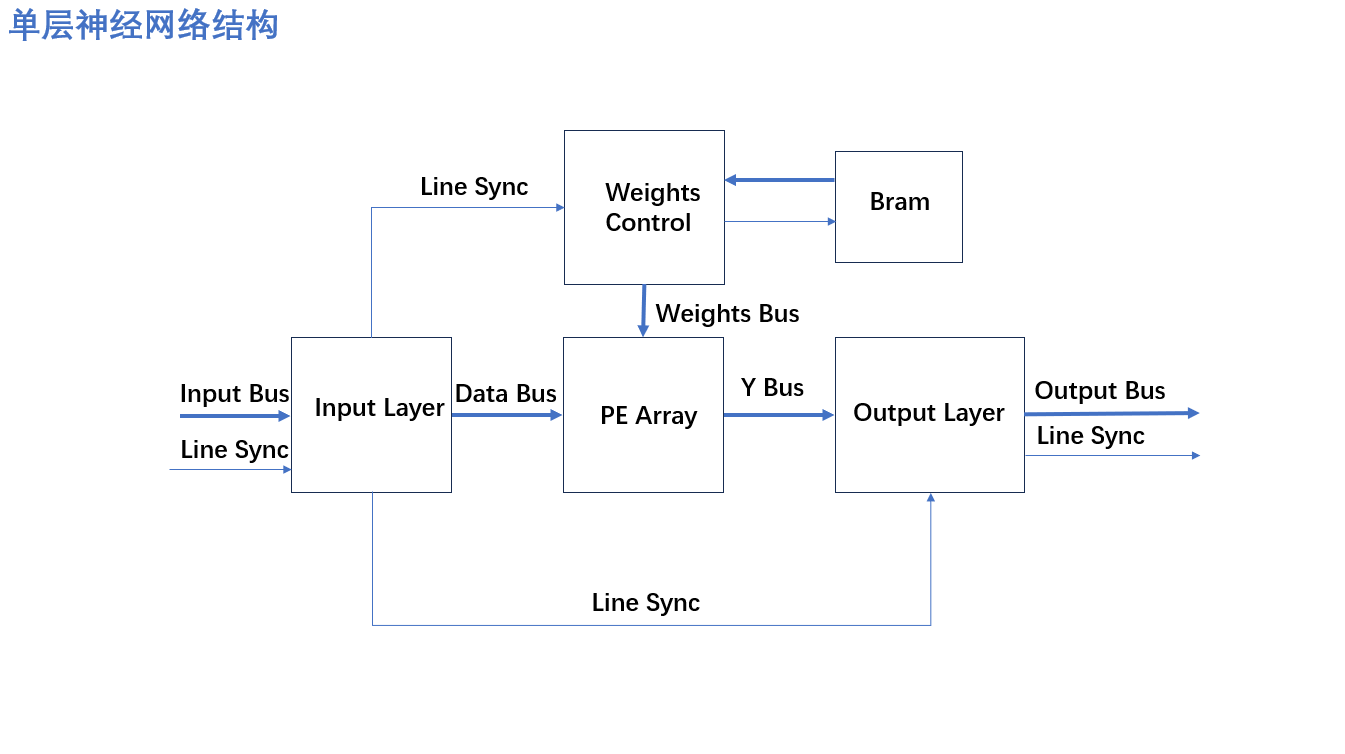 单层神经网络结构
Line Sync
Weights
Control
Bram
Weights Bus
Input Bus
Line Sync
Input Layer
Data Bus
PE Array
Y Bus
Output Layer
Output Bus
Line Sync
Line Sync